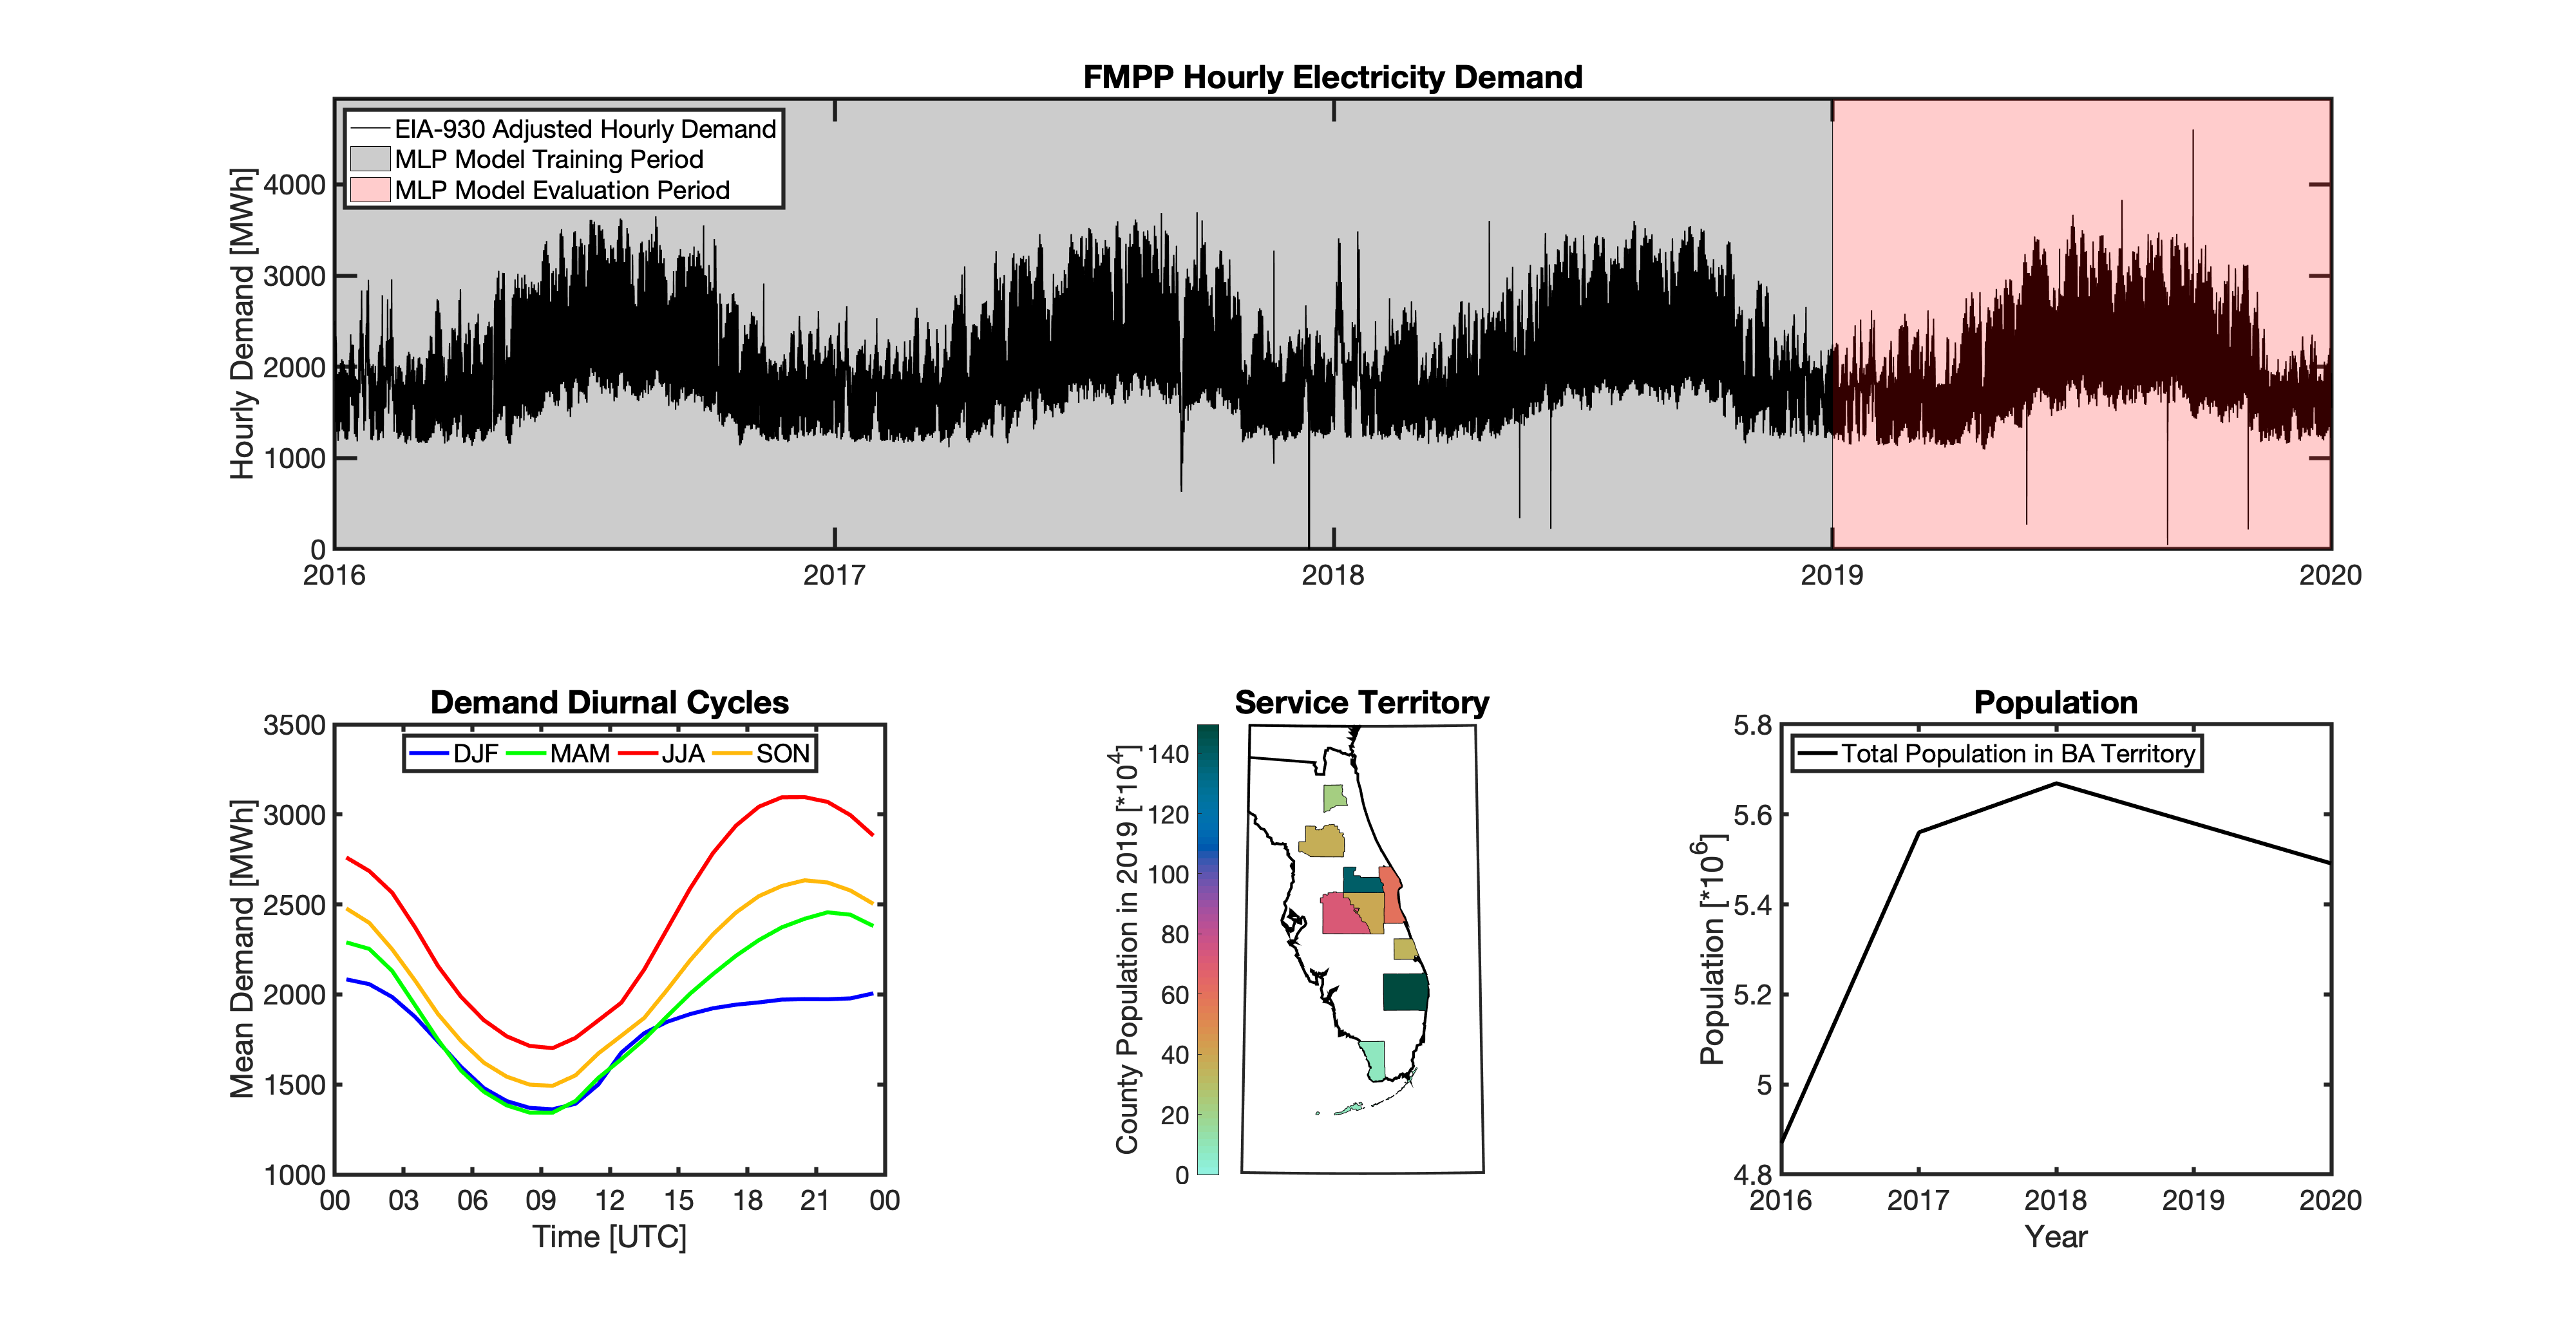 FMPP Hourly Electricity Demand
EIA-930 Adjusted Hourly Demand
MLP Model Training Period
MLP Model Evaluation Period
Hourly Demand [MWh]
4000
3000
2000
1000
0
2016 2017 2018 2019 2020
Demand Diurnal Cycles
DJF MAM JJA SON
Mean Demand [MWh]
3500
3000
2500
2000
1500
1000
00 03 06 09 12 15 18 21 00
Time [UTC]
Service Territory
County Population in 2019 [*10^4]
140
120
100
80
60
40
20
0
Population
Total Population in BA Territory
Population [*10^6]
5.8
5.6
5.4
5.2
5
4.8
2016 2017 2018 2019 2020
Year